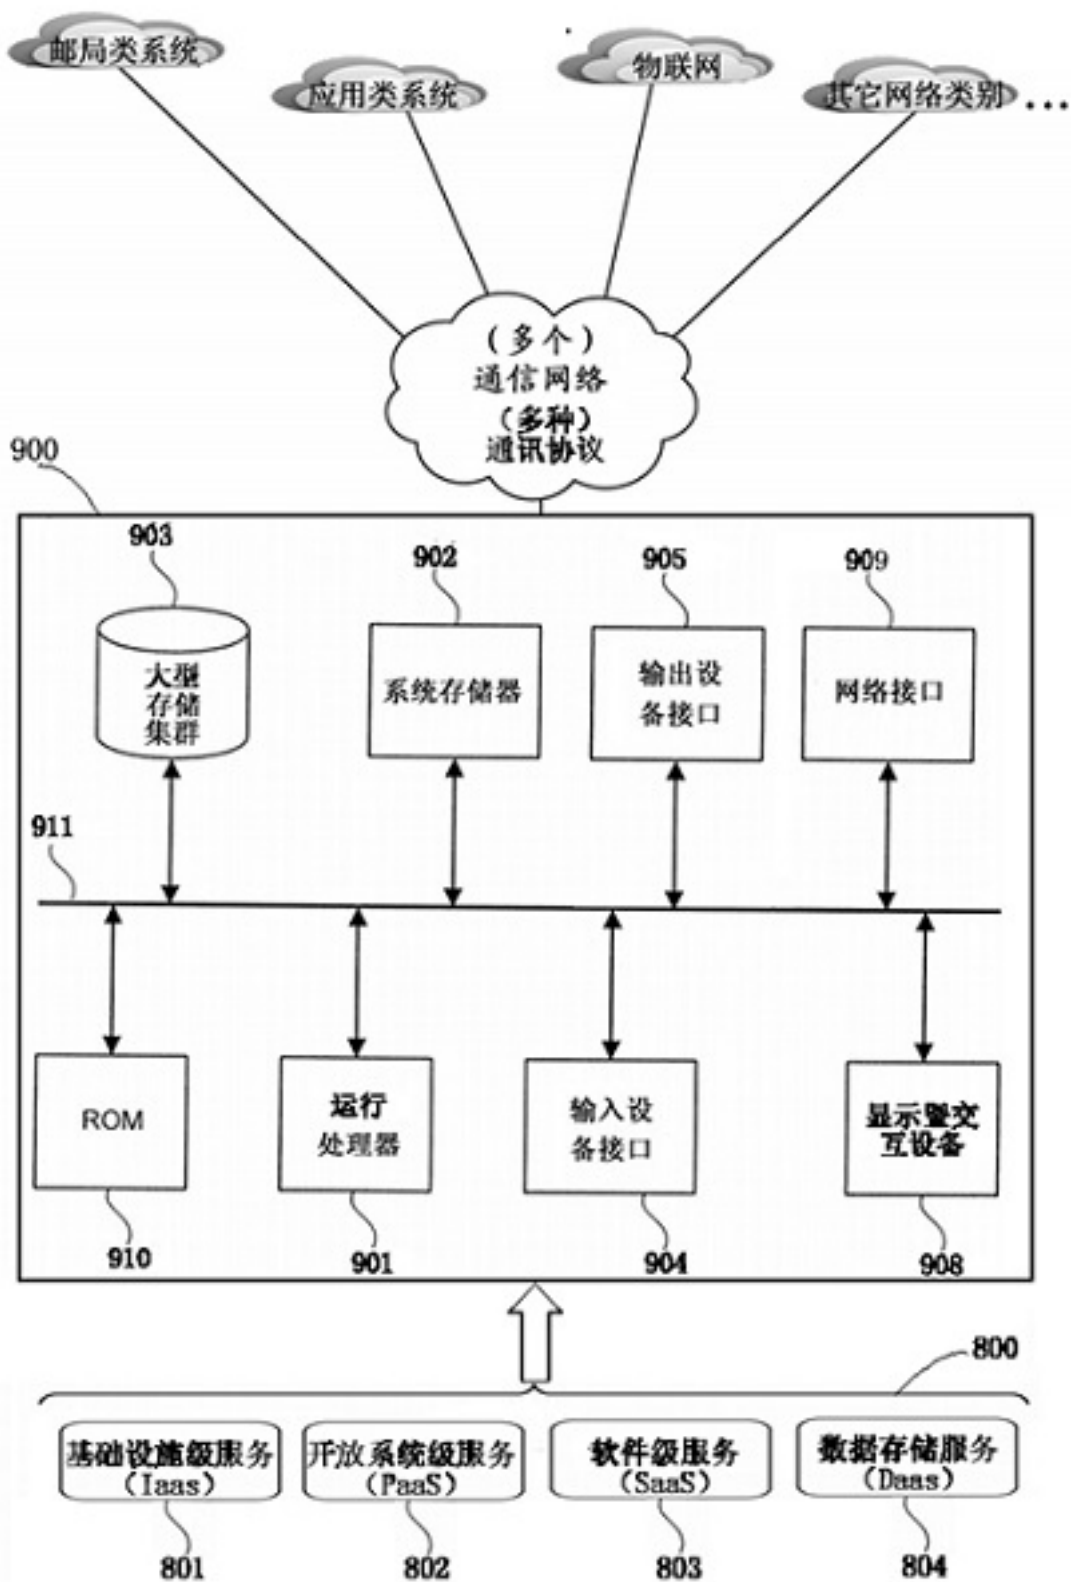 邮局类系统
应用类系统
物联网
其它网络类别 ...
(多个)
通信网络
(多种)
通讯协议
900
903
902
905
909
大型
存储
集群
系统存储器
输出设
备接口
网络接口
911
ROM
运行
处理器
输入设
备接口
显示暨交
互设备
910
901
904
908
800
基础设施级服务
(Iaas)
开放系统级服务
(PaaS)
软件级服务
(SaaS)
数据存储服务
(Daas)
801
802
803
804